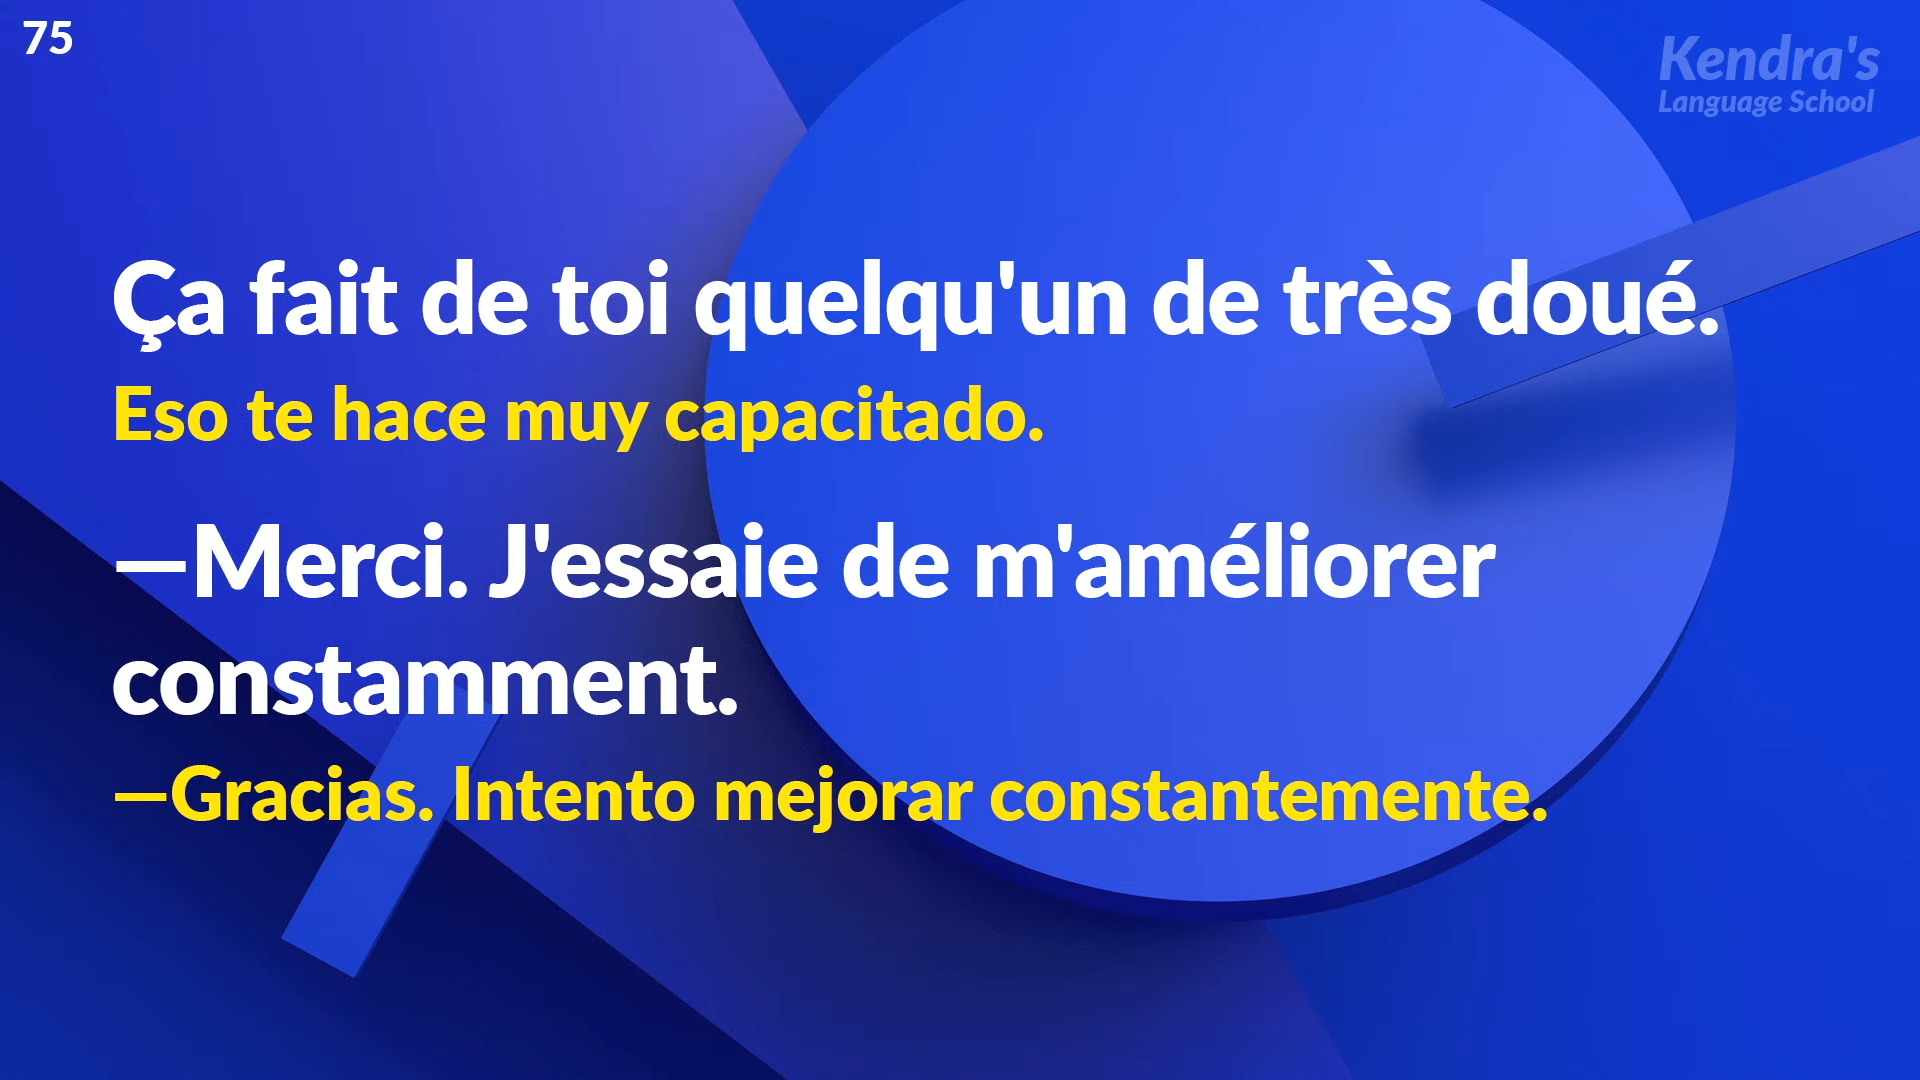 75
Kendra's
Language School
Ça fait de toi quelqu'un de très doué.
Eso te hace muy capacitado.
—Merci. J'essaie de m'améliorer
constamment.
—Gracias. Intento mejorar constantemente.